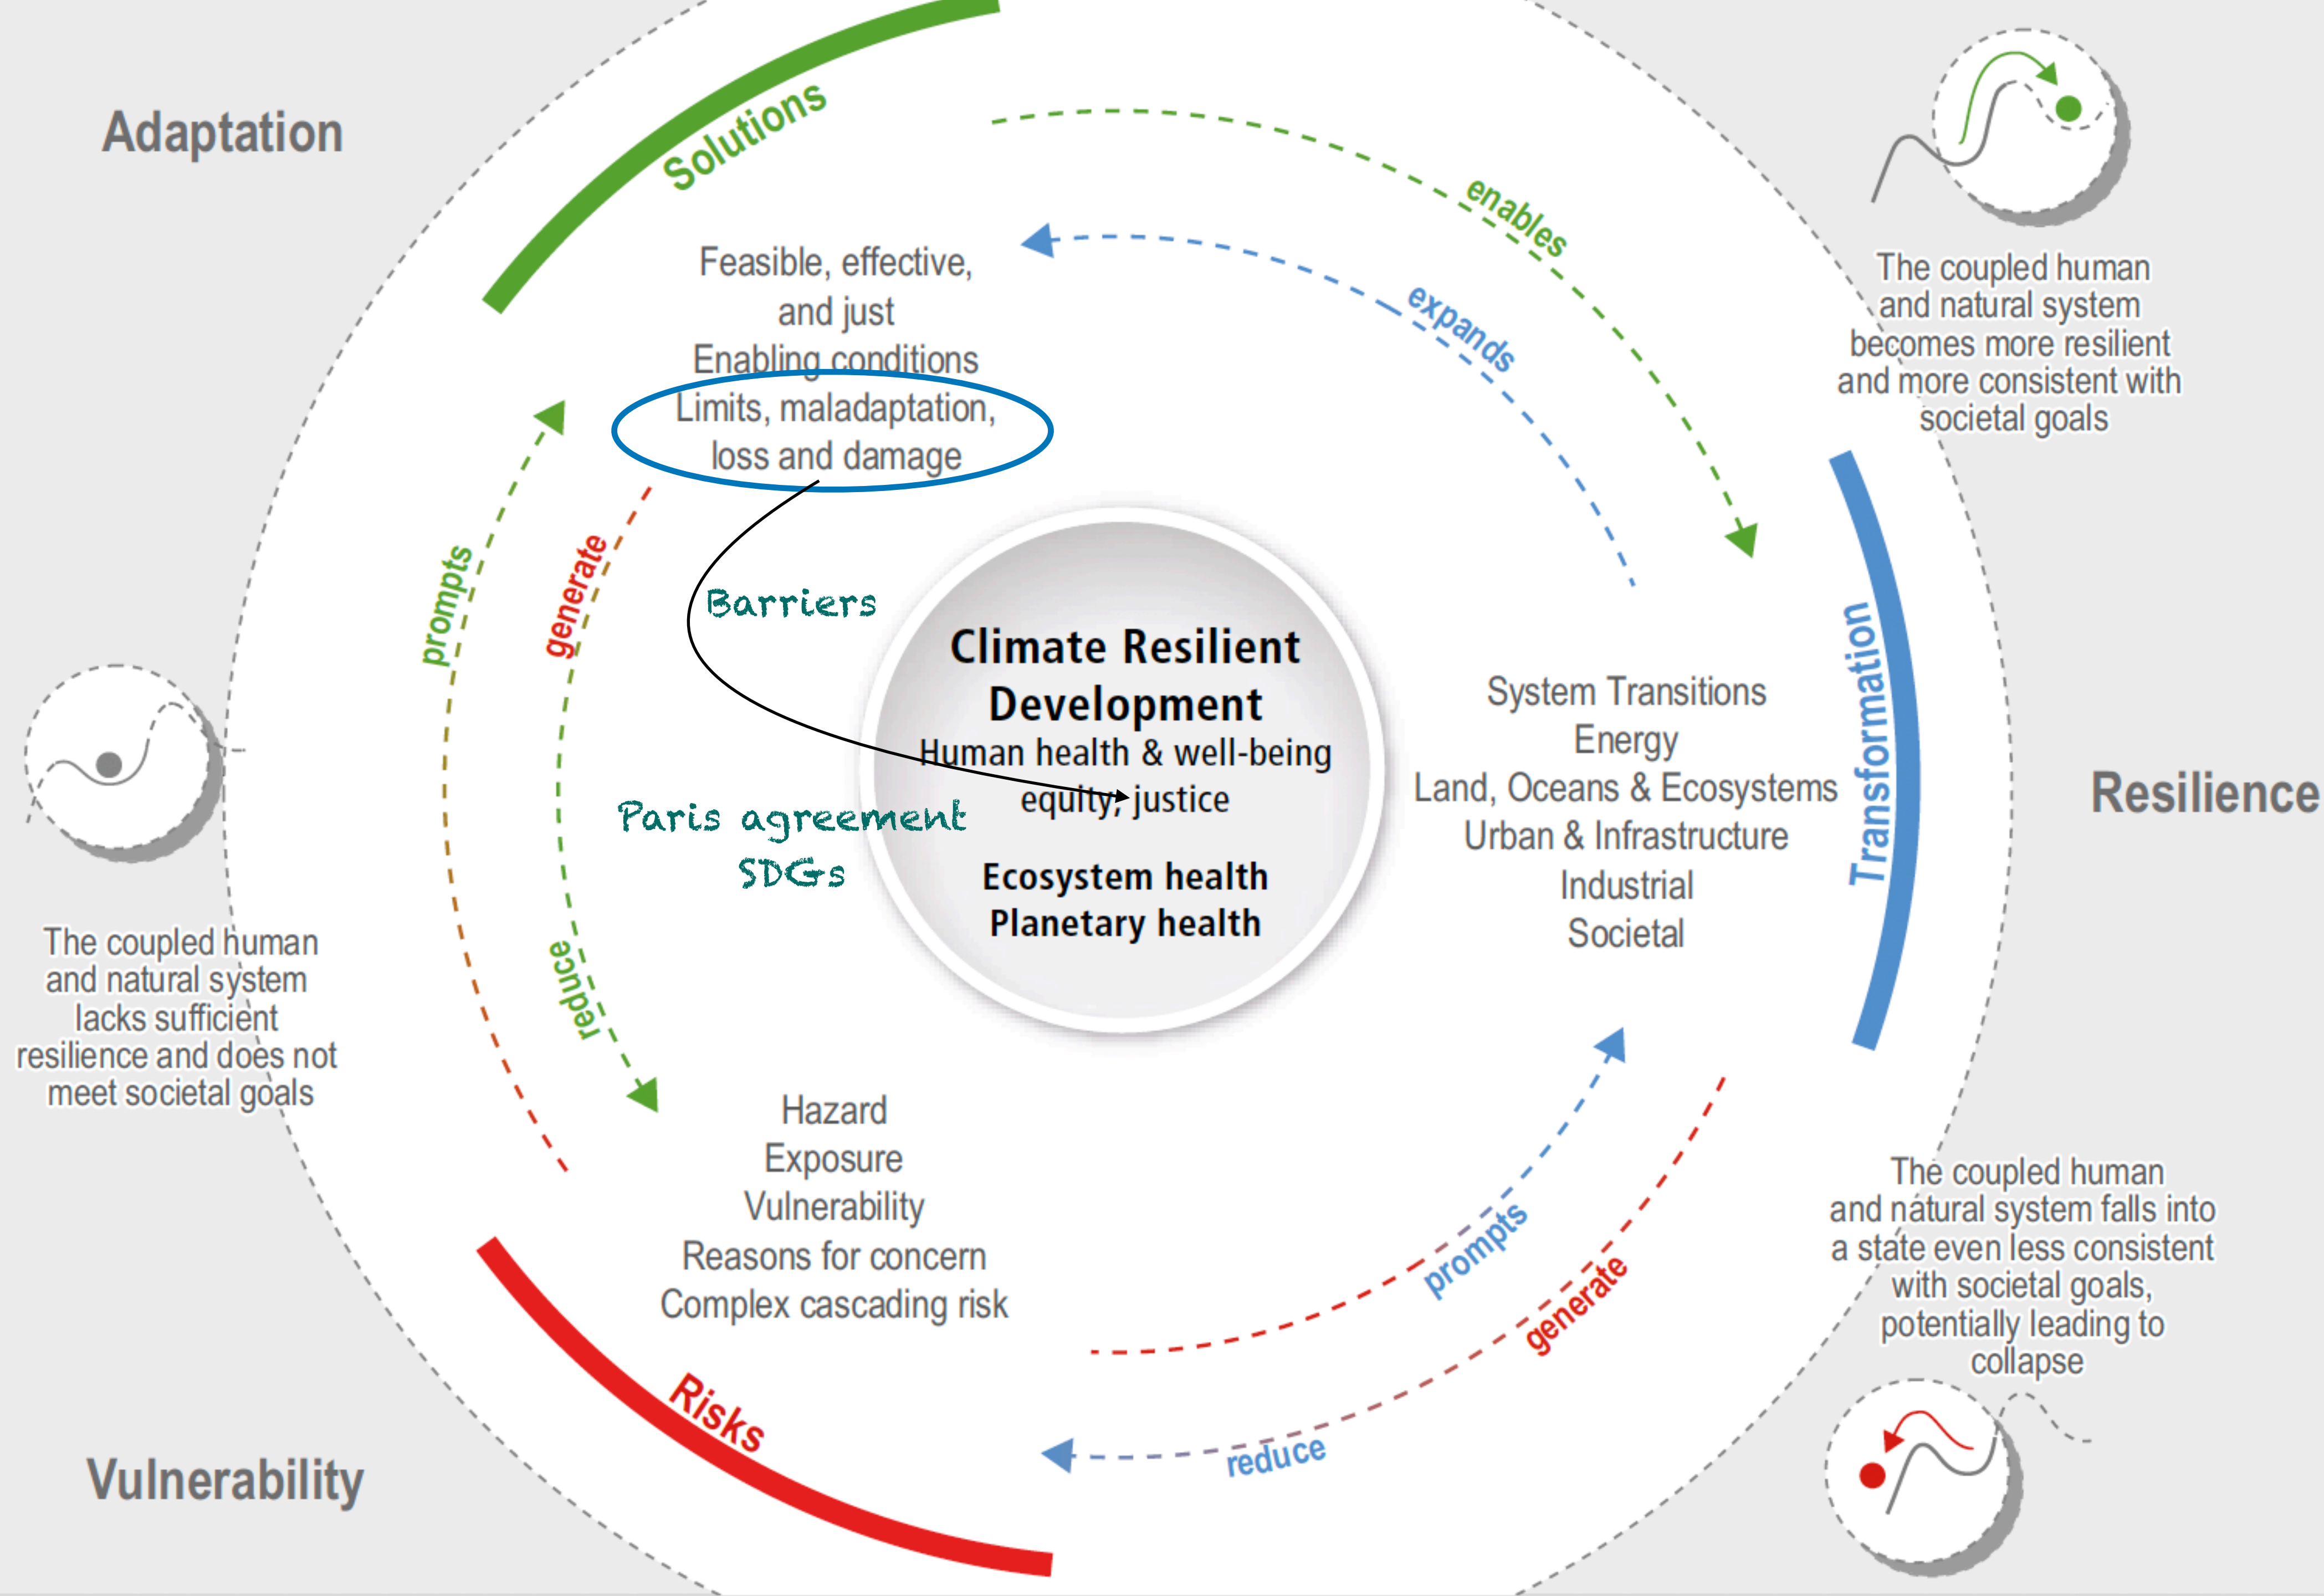 Adaptation
Solutions
Feasible, effective,
and just
Enabling conditions
Limits, maladaptation,
loss and damage
enables
expands
The coupled human
and natural system
becomes more resilient
and more consistent with
societal goals
prompts
generate
Barriers
Paris agreement
SDGs
reduce
Climate Resilient
Development
Human health & well-being
equity, justice
Ecosystem health
Planetary health
System Transitions
Energy
Land, Oceans & Ecosystems
Urban & Infrastructure
Industrial
Societal
Transformation
Resilience
The coupled human
and natural system
lacks sufficient
resilience and does not
meet societal goals
Hazard
Exposure
Vulnerability
Reasons for concern
Complex cascading risk
Risks
prompts
generate
reduce
The coupled human
and natural system falls into
a state even less consistent
with societal goals,
potentially leading to
collapse
Vulnerability